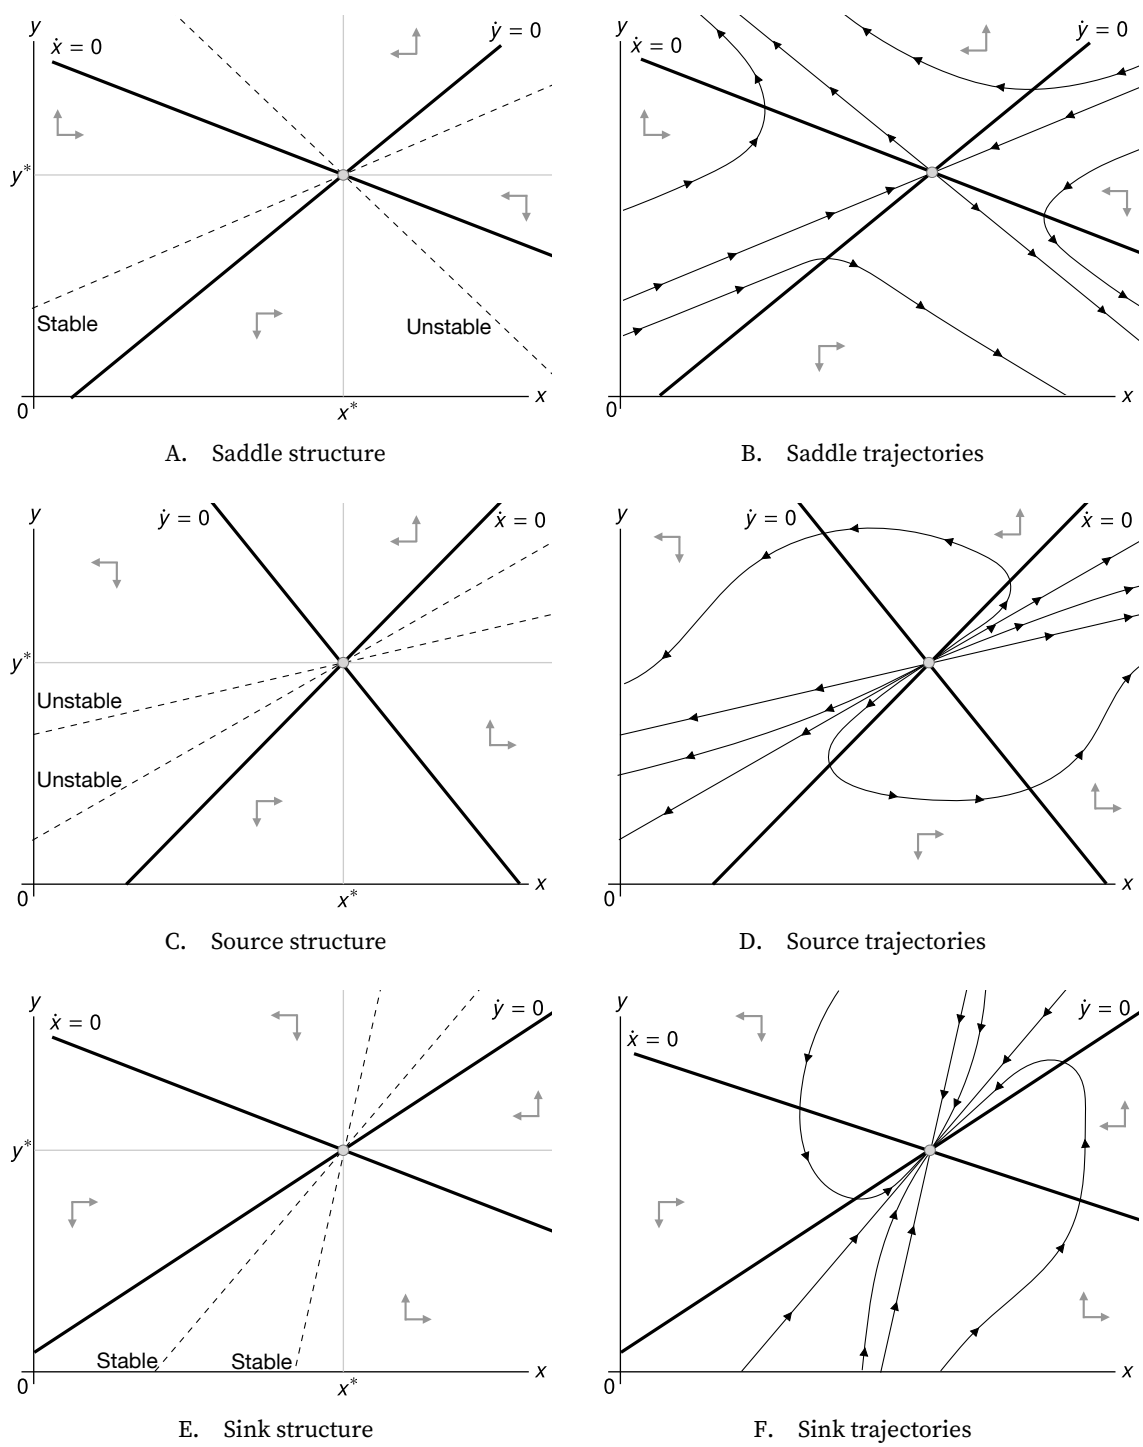 y
ẋ = 0
ẏ = 0
y*
Stable
Unstable
0
x*
x
A. Saddle structure
y
ẋ = 0
ẏ = 0
0
x
B. Saddle trajectories
y
ẏ = 0
ẋ = 0
y*
Unstable
Unstable
0
x*
x
C. Source structure
y
ẏ = 0
ẋ = 0
0
x
D. Source trajectories
y
ẋ = 0
ẏ = 0
y*
Stable
Stable
0
x*
x
E. Sink structure
y
ẋ = 0
ẏ = 0
0
x
F. Sink trajectories